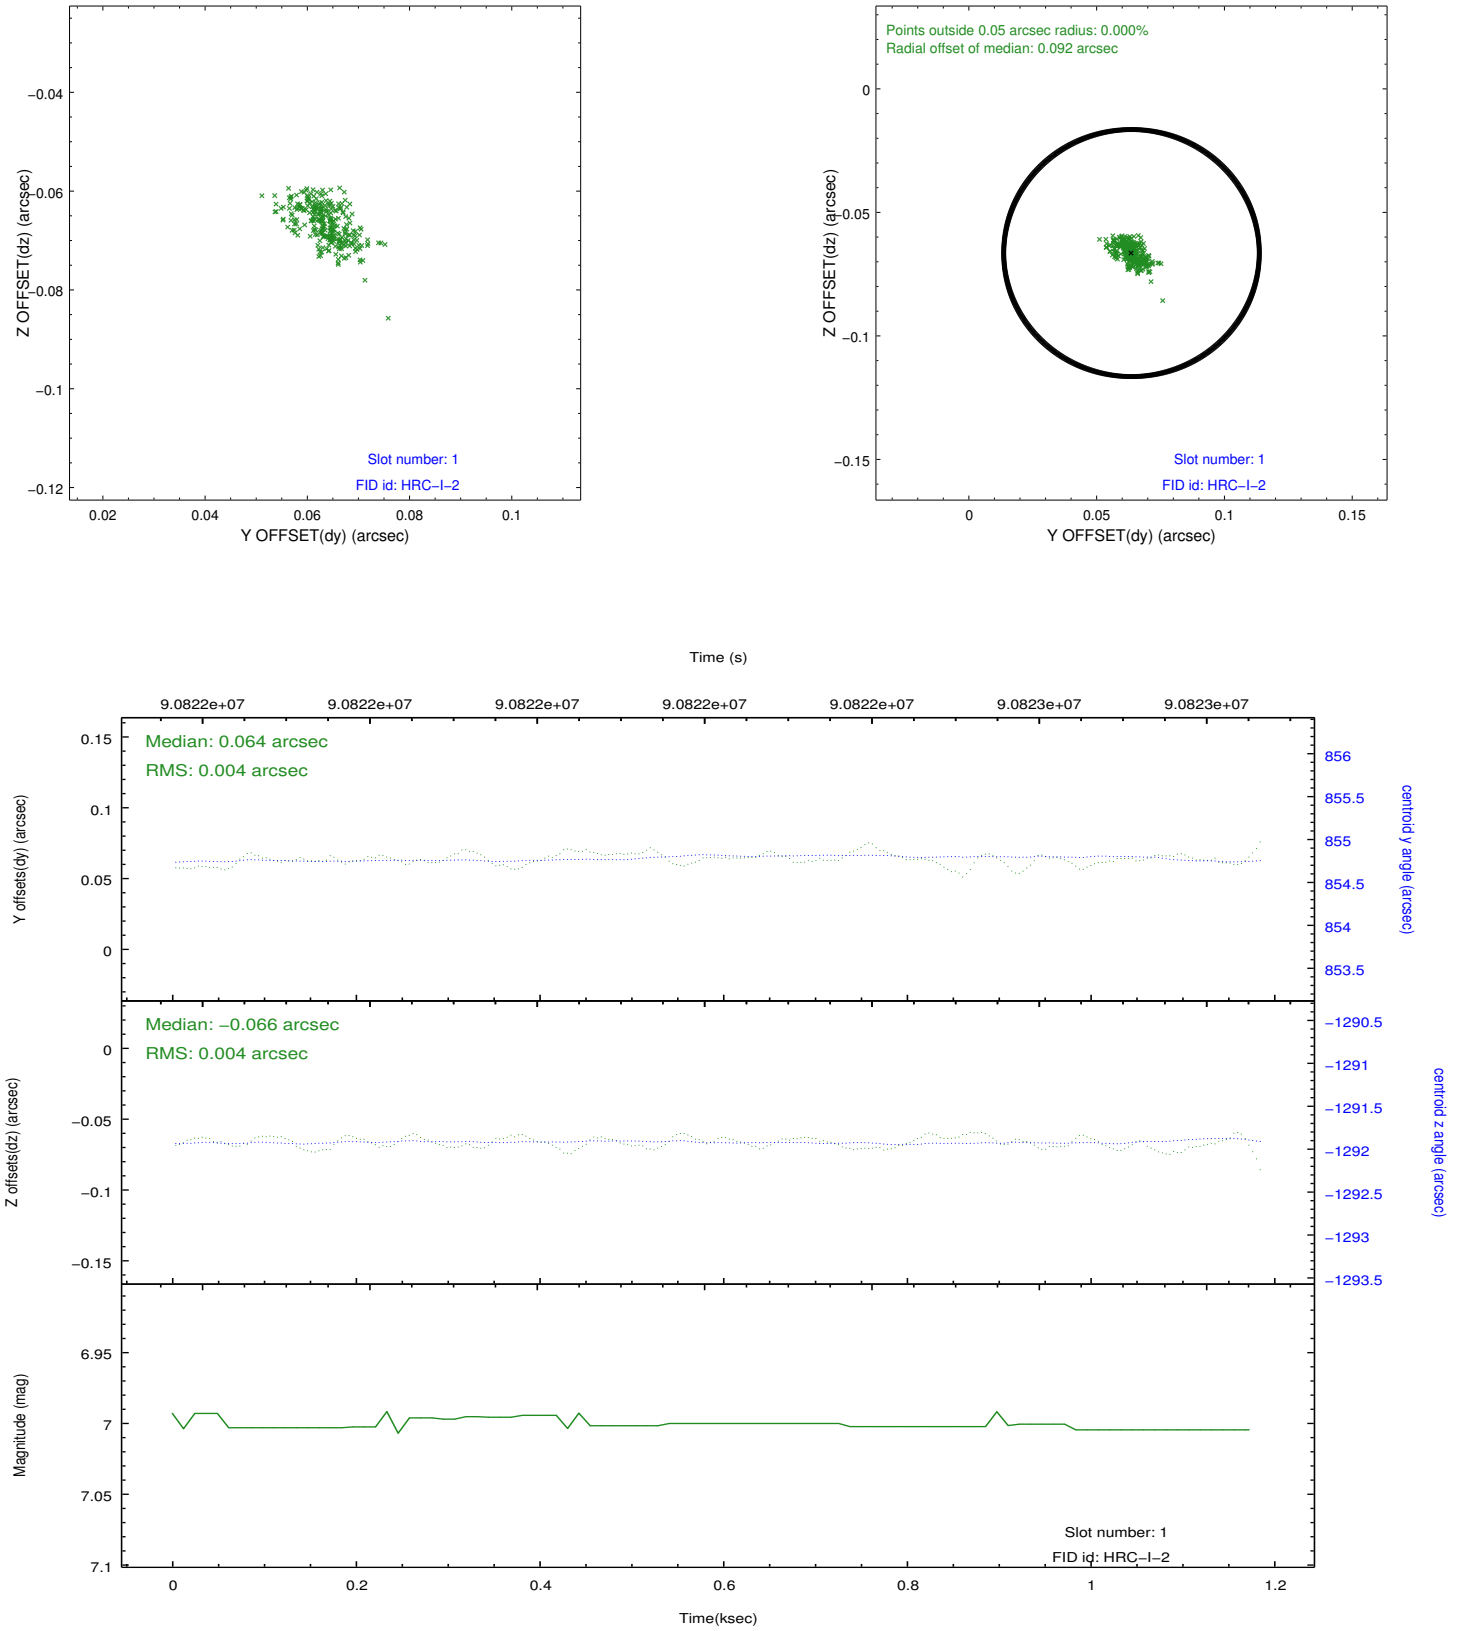 Z OFFSET(dz) (arcsec)
−0.04
−0.06
−0.08
−0.1
−0.12
Slot number: 1
FID id: HRC−I−2
0.02 0.04 0.06 0.08 0.1
Y OFFSET(dy) (arcsec)
Points outside 0.05 arcsec radius: 0.000%
Radial offset of median: 0.092 arcsec
Z OFFSET(dz) (arcsec)
0
−0.05
−0.1
−0.15
Slot number: 1
FID id: HRC−I−2
0 0.05 0.1 0.15
Y OFFSET(dy) (arcsec)
Time (s)
9.0822e+07 9.0822e+07 9.0822e+07 9.0822e+07 9.0822e+07 9.0823e+07 9.0823e+07
Y offsets(dy) (arcsec)
0.15
0.1
0.05
0
Median: 0.064 arcsec
RMS: 0.004 arcsec
856
855.5
855
854.5
854
853.5
centroid y angle (arcsec)
Z offsets(dz) (arcsec)
0
−0.05
−0.1
−0.15
Median: −0.066 arcsec
RMS: 0.004 arcsec
−1290.5
−1291
−1291.5
−1292
−1292.5
−1293
−1293.5
centroid z angle (arcsec)
Magnitude (mag)
6.95
7
7.05
7.1
Slot number: 1
FID id: HRC−I−2
0 0.2 0.4 0.6 0.8 1 1.2
Time(ksec)